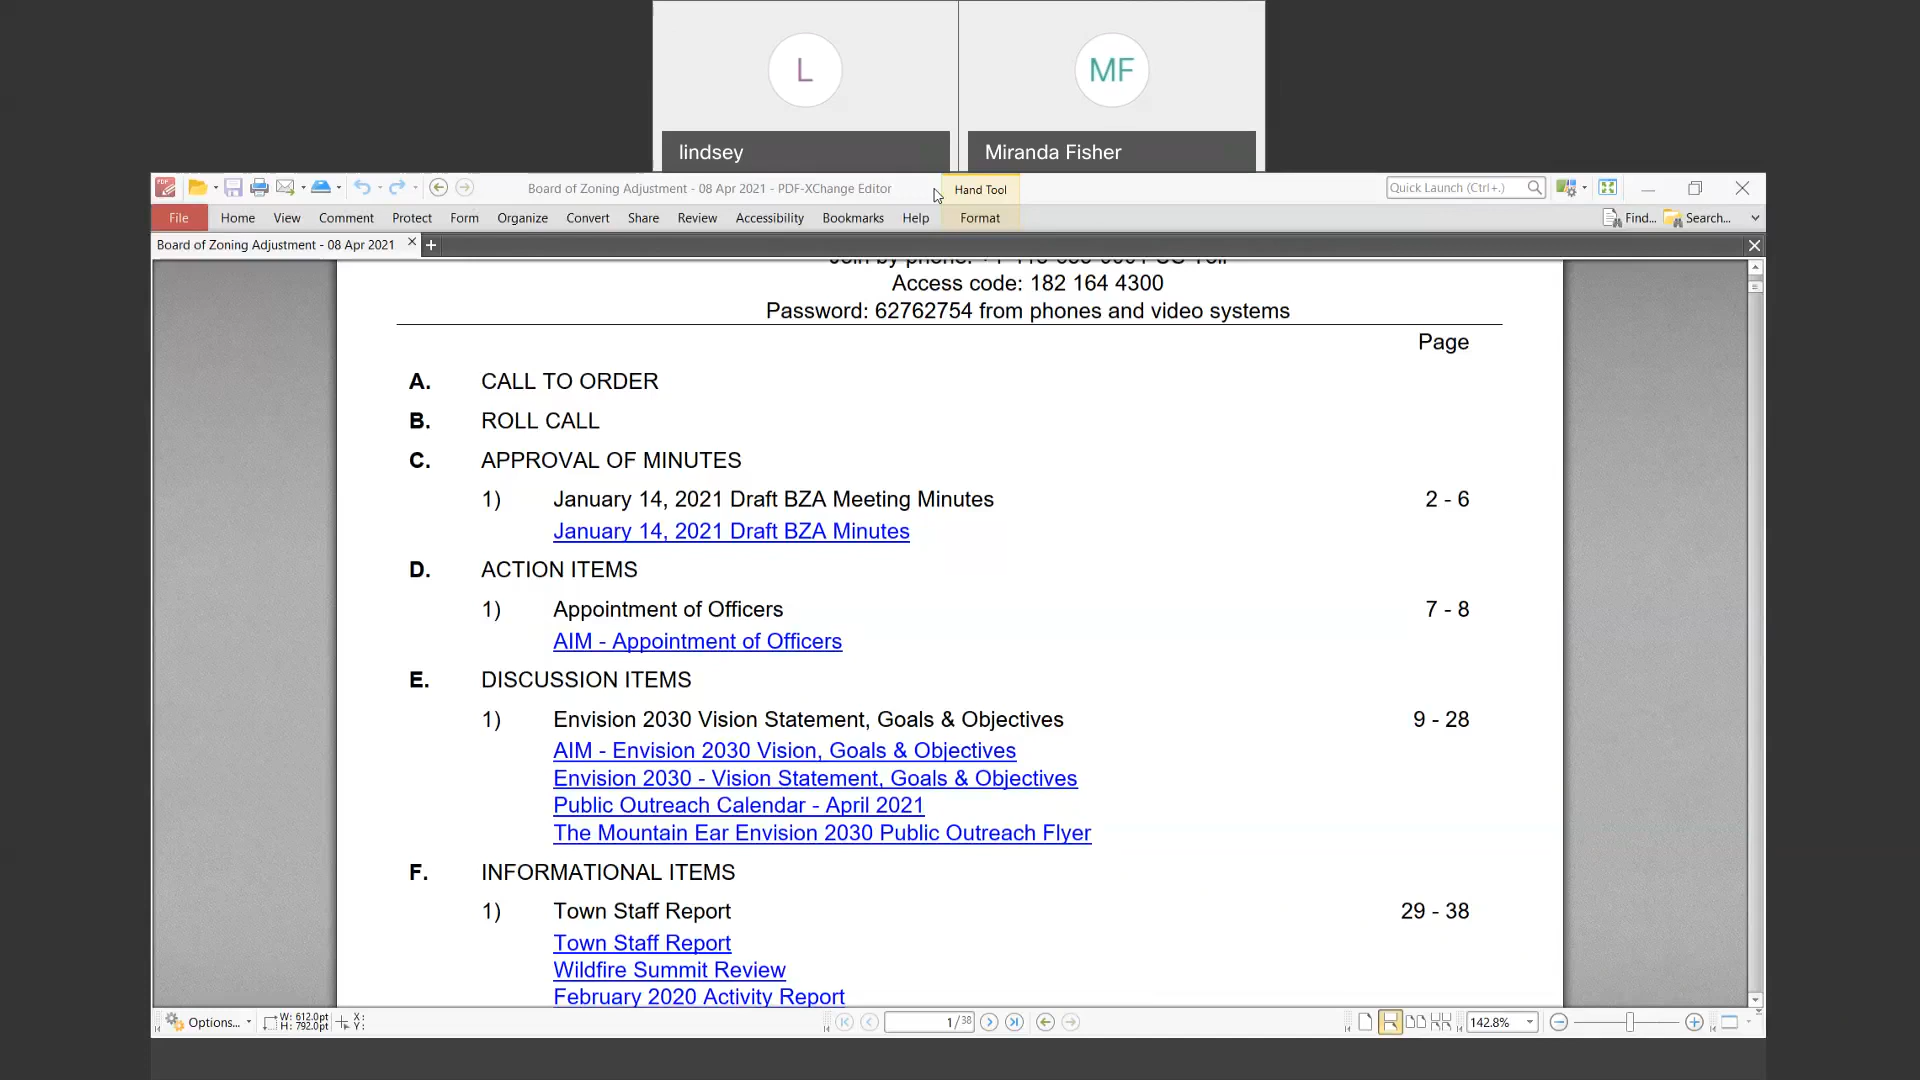 L
MF
lindsey
Miranda Fisher
Board of Zoning Adjustment - 08 Apr 2021 - PDF-XChange Editor
Hand Tool
Quick Launch (Ctrl+.)
File Home View Comment Protect Form Organize Convert Share Review Accessibility Bookmarks Help Format
Find... Search...
Board of Zoning Adjustment - 08 Apr 2021
Access code: 182 164 4300
Password: 62762754 from phones and video systems
Page
A. CALL TO ORDER
B. ROLL CALL
C. APPROVAL OF MINUTES
1) January 14, 2021 Draft BZA Meeting Minutes 2 - 6
January 14, 2021 Draft BZA Minutes
D. ACTION ITEMS
1) Appointment of Officers 7 - 8
AIM - Appointment of Officers
E. DISCUSSION ITEMS
1) Envision 2030 Vision Statement, Goals & Objectives 9 - 28
AIM - Envision 2030 Vision, Goals & Objectives
Envision 2030 - Vision Statement, Goals & Objectives
Public Outreach Calendar - April 2021
The Mountain Ear Envision 2030 Public Outreach Flyer
F. INFORMATIONAL ITEMS
1) Town Staff Report 29 - 38
Town Staff Report
Wildfire Summit Review
February 2020 Activity Report
Options... W: 612.0pt X:
H: 792.0pt Y:
1/38
142.8%